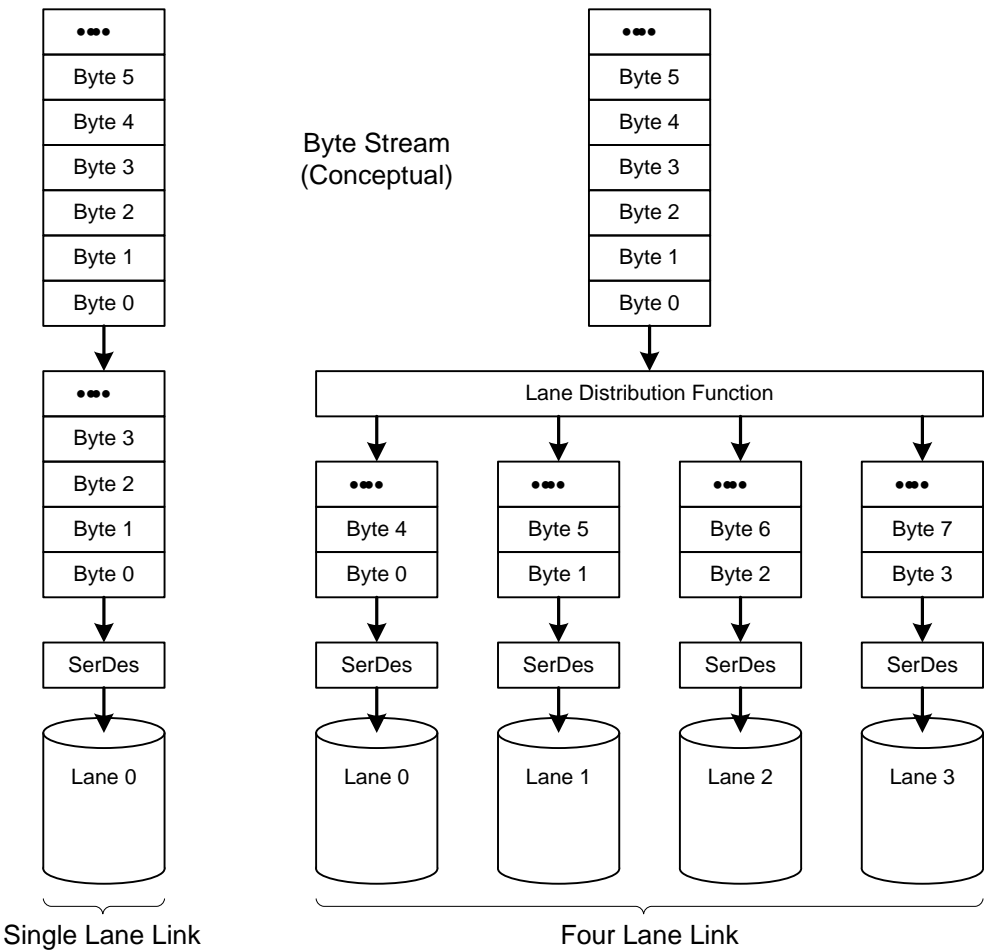 ••••
Byte 5
Byte 4
Byte 3
Byte 2
Byte 1
Byte 0
••••
Byte 3
Byte 2
Byte 1
Byte 0
SerDes
Lane 0
Single Lane Link
Byte Stream
(Conceptual)
••••
Byte 5
Byte 4
Byte 3
Byte 2
Byte 1
Byte 0
Lane Distribution Function
•••• •••• •••• ••••
Byte 4 Byte 5 Byte 6 Byte 7
Byte 0 Byte 1 Byte 2 Byte 3
SerDes SerDes SerDes SerDes
Lane 0 Lane 1 Lane 2 Lane 3
Four Lane Link